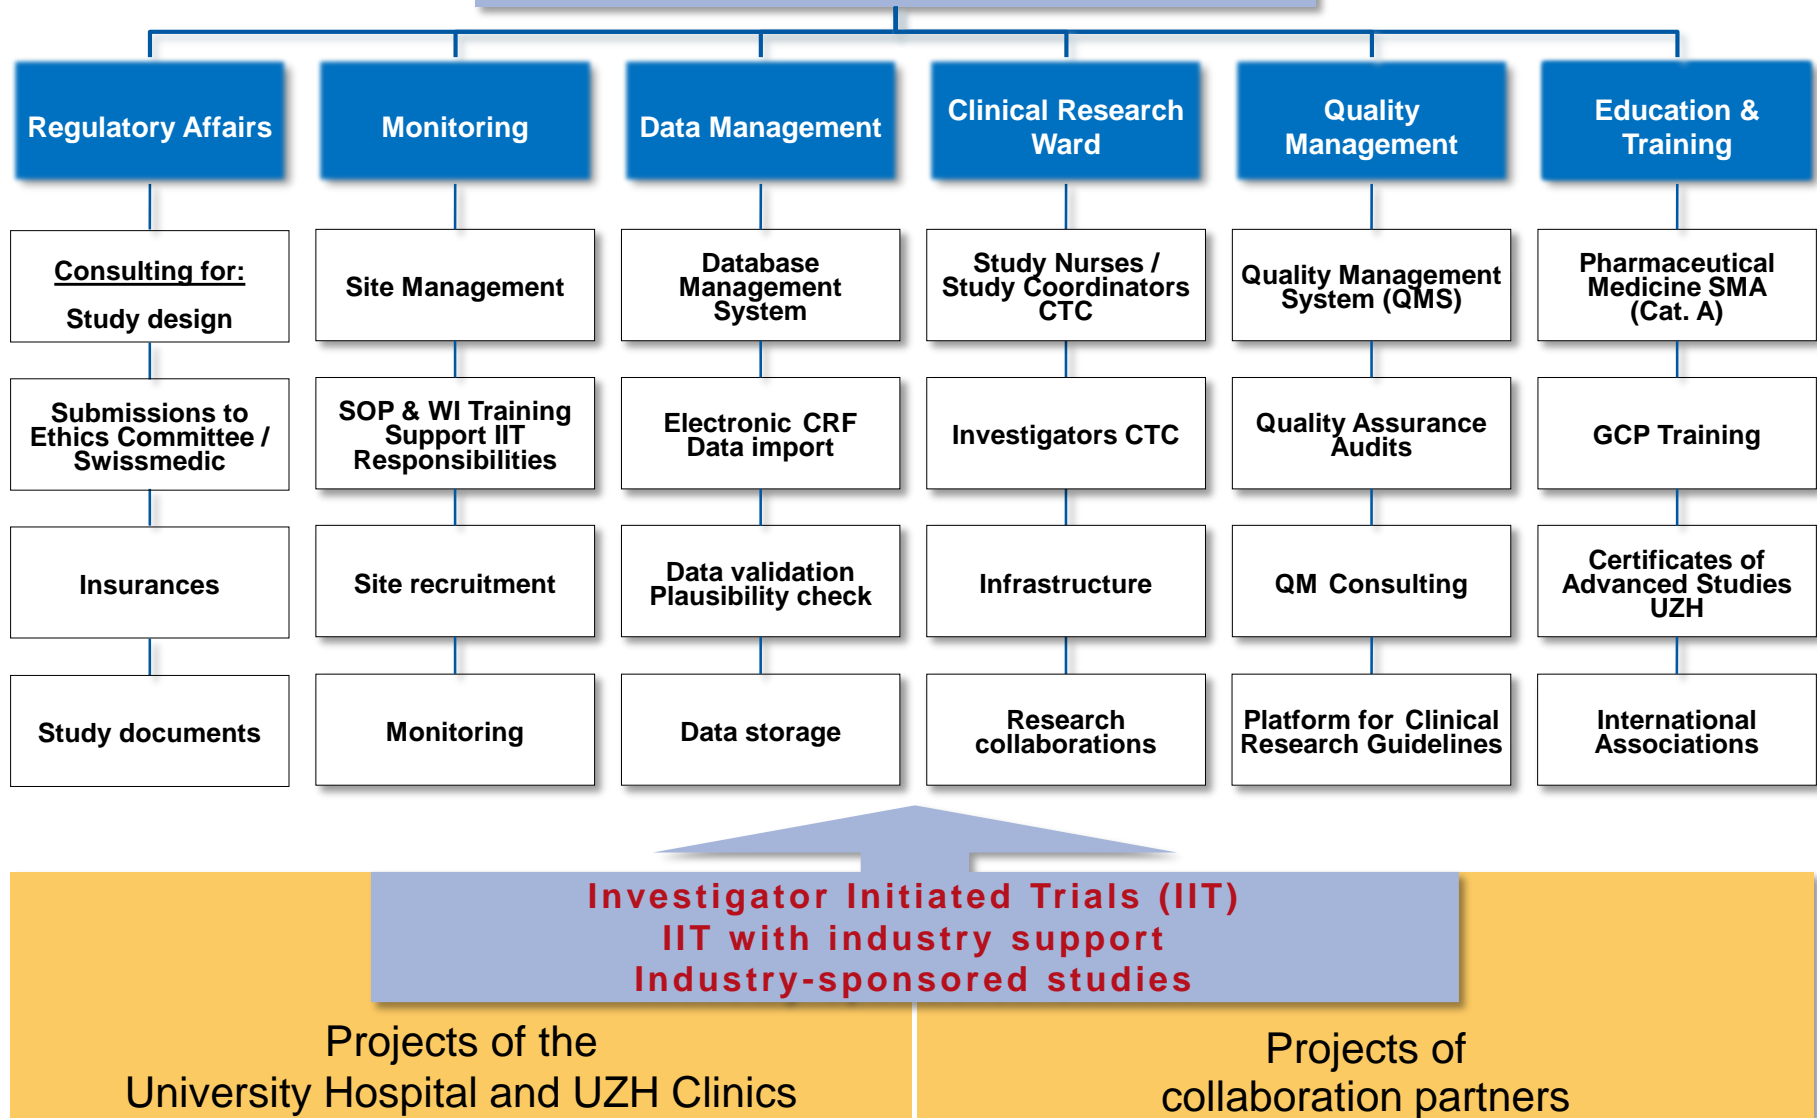 Regulatory Affairs
Monitoring
Data Management
Clinical Research
Ward
Quality
Management
Education &
Training
Consulting for:
Study design
Site Management
Database
Management
System
Study Nurses /
Study Coordinators
CTC
Quality Management
System (QMS)
Pharmaceutical
Medicine SMA
(Cat. A)
Submissions to
Ethics Committee /
Swissmedic
SOP & WI Training
Support IIT
Responsibilities
Electronic CRF
Data import
Investigators CTC
Quality Assurance
Audits
GCP Training
Insurances
Site recruitment
Data validation
Plausibility check
Infrastructure
QM Consulting
Certificates of
Advanced Studies
UZH
Study documents
Monitoring
Data storage
Research
collaborations
Platform for Clinical
Research Guidelines
International
Associations
Investigator Initiated Trials (IIT)
IIT with industry support
Industry-sponsored studies
Projects of the
University Hospital and UZH Clinics
Projects of
collaboration partners